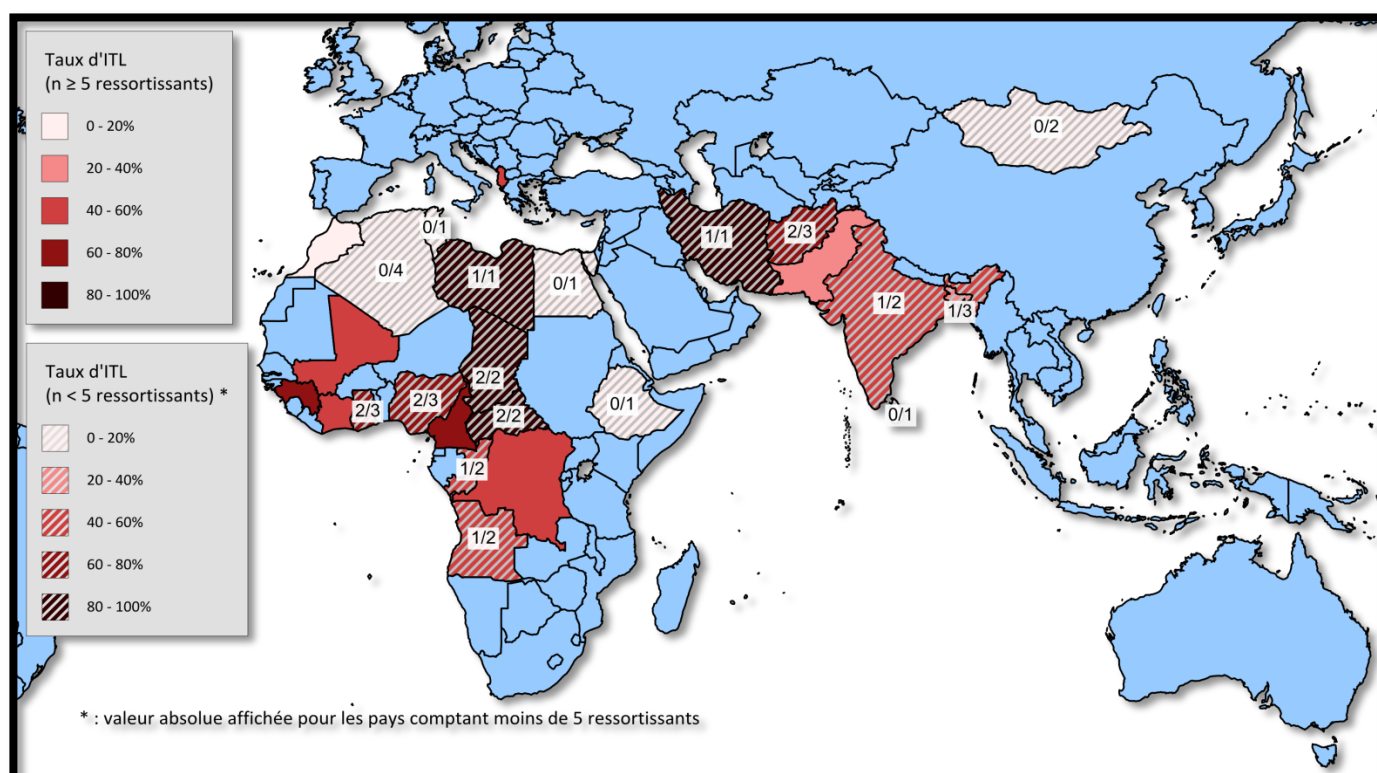 Taux d'ITL
(n ≥ 5 ressortissants)
0 - 20%
20 - 40%
40 - 60%
60 - 80%
80 - 100%
Taux d'ITL
(n < 5 ressortissants) *
0 - 20%
20 - 40%
40 - 60%
60 - 80%
80 - 100%
0/2
0/1
0/4
1/1
0/1
1/1
2/3
1/2
1/3
0/1
2/2
2/3
2/3
2/2
0/1
1/2
1/2
* : valeur absolue affichée pour les pays comptant moins de 5 ressortissants